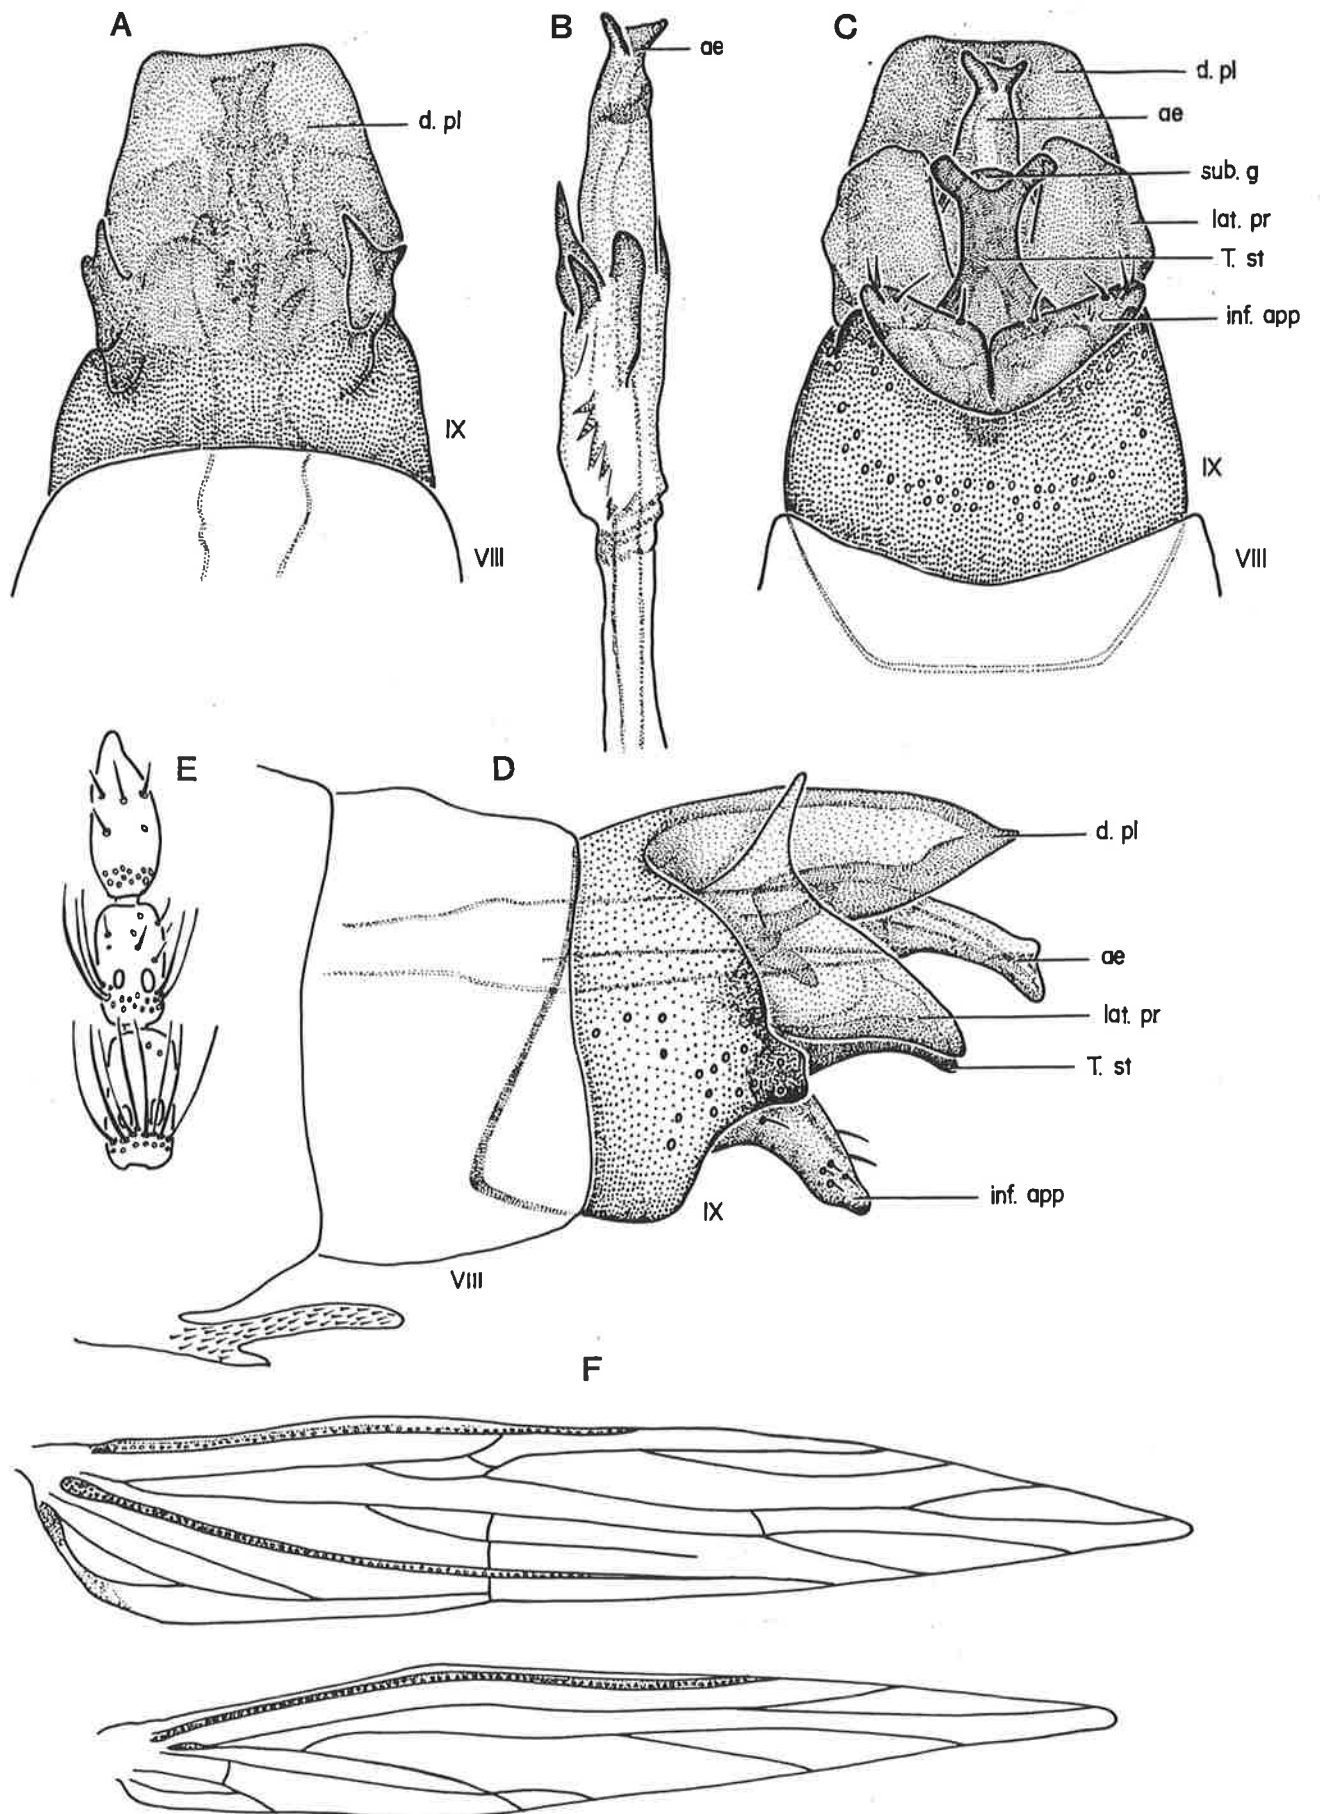 A
d. pl
IX
VIII
B
ae
C
d. pl
ae
sub. g
lat. pr
T. st
inf. app
IX
VIII
E
D
d. pl
ae
lat. pr
T. st
inf. app
IX
VIII
F